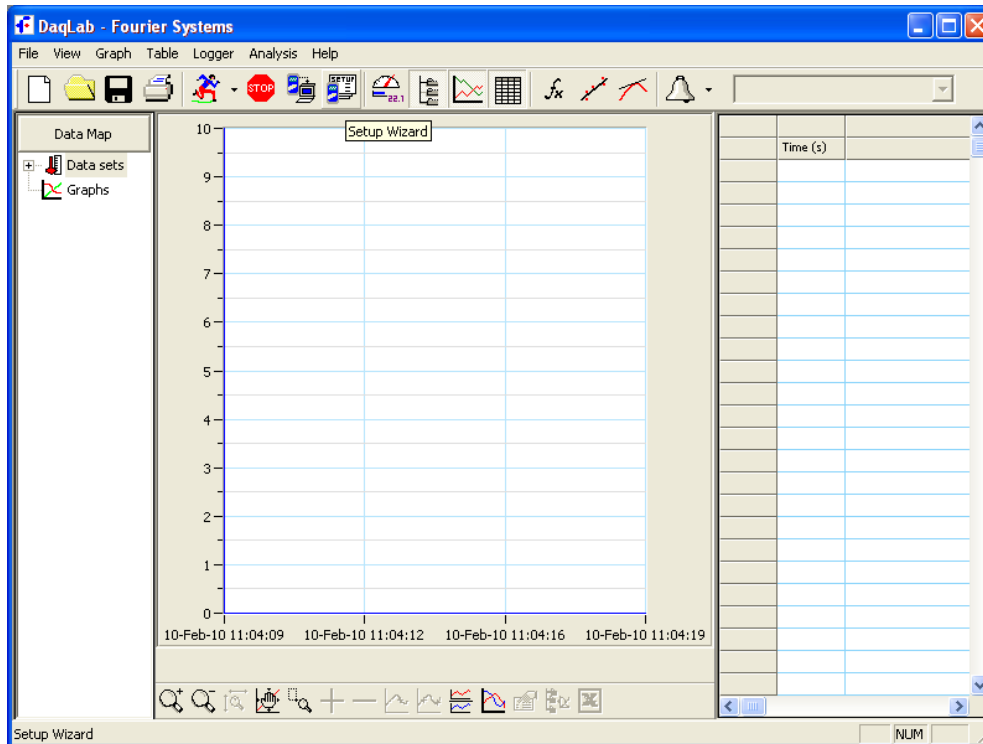 DaqLab - Fourier Systems
File View Graph Table Logger Analysis Help
STOP
SETUP
22.1
fx
Setup Wizard
Data Map
Data sets
Graphs
10
9
8
7
6
5
4
3
2
1
0
10-Feb-10 11:04:09 10-Feb-10 11:04:12 10-Feb-10 11:04:16 10-Feb-10 11:04:19
Time (s)
Setup Wizard
NUM